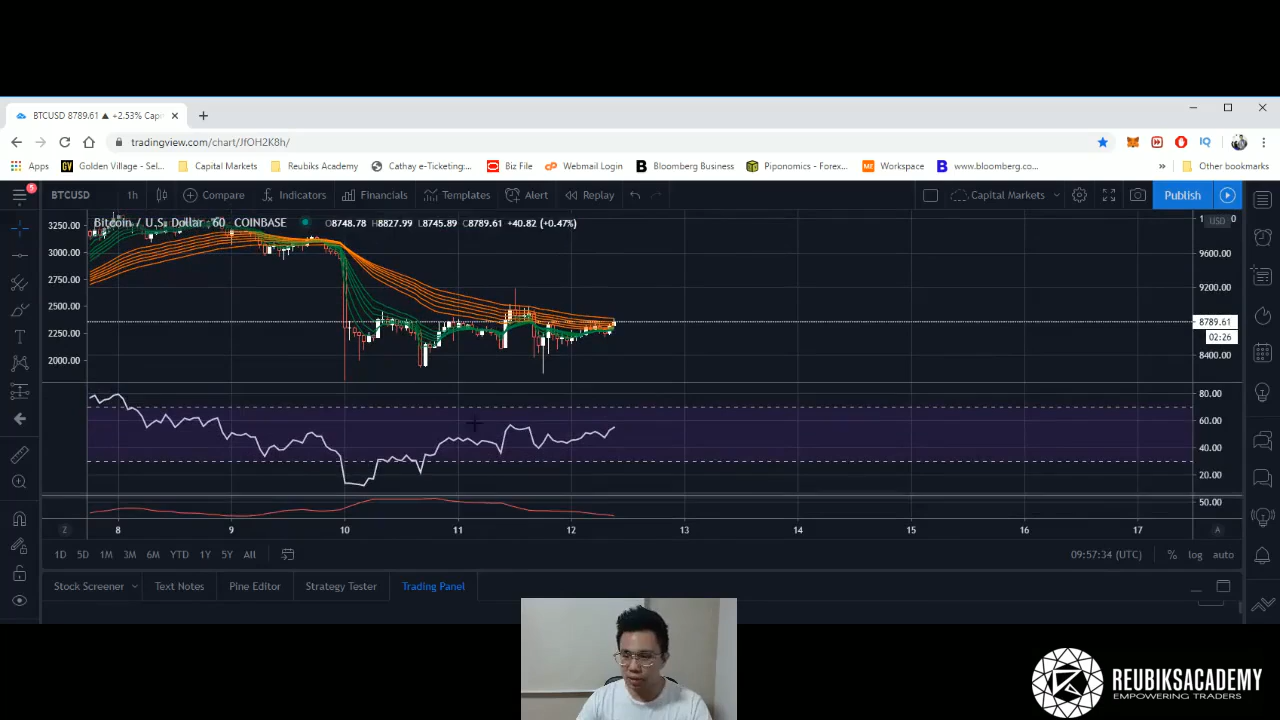 BTCUSD 8789.61 ▲ +2.53% Cap
tradingview.com/chart/JfOH2K8h/
Apps GV Golden Village - Sel... Capital Markets Reubiks Academy Cathay e-Ticketing... Biz File Webmail Login B Bloomberg Business Piponomics - Forex... Workspace B www.bloomberg.co... » Other bookmarks
5
BTCUSD 1h Compare Indicators Financials Templates Alert Replay Capital Markets Publish
Bitcoin / U.S. Dollar 60 COINBASE O8748.78 H8827.99 L8745.89 C8789.61 +40.82 (+0.47%)
USD
3250.00
3000.00 9600.00
2750.00
9200.00
2500.00
8789.61
2250.00 02:26
2000.00 8400.00
80.00
60.00
40.00
20.00
50.00
Z 8 9 10 11 12 13 14 15 16 17 A
1D 5D 1M 3M 6M YTD 1Y 5Y All 09:57:34 (UTC) % log auto
Stock Screener Text Notes Pine Editor Strategy Tester Trading Panel
REUBIKSACADEMY
EMPOWERING TRADERS